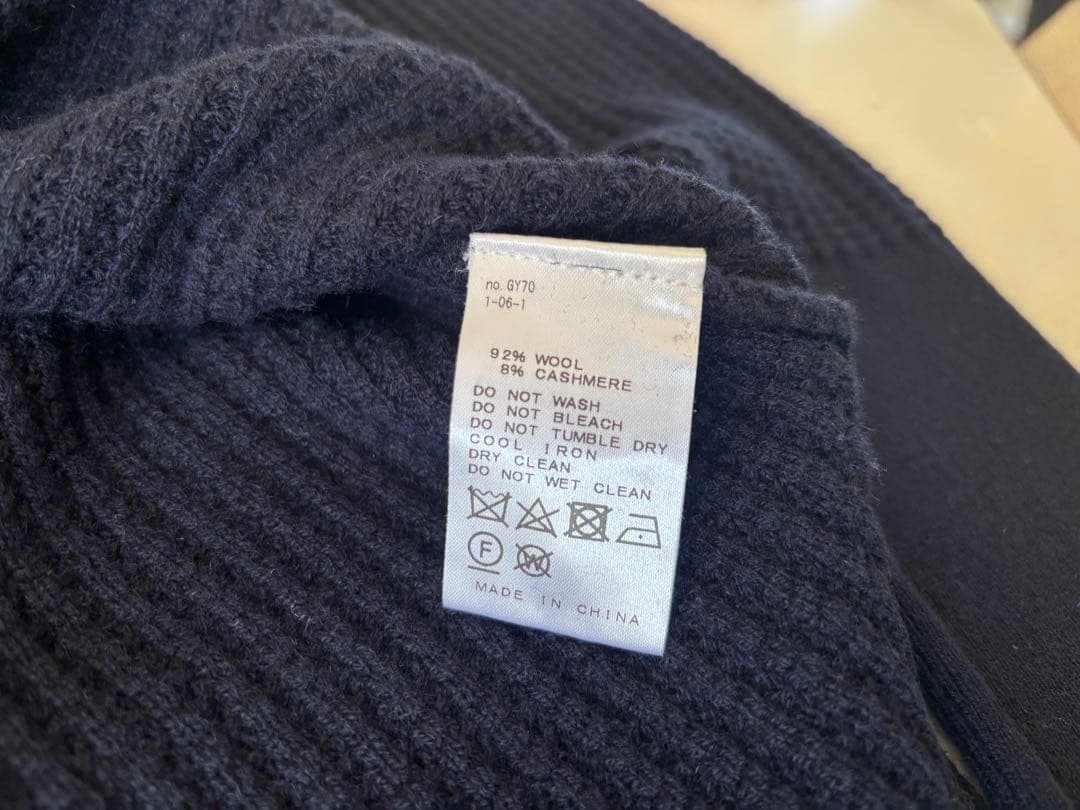 no. GY70
1-06-1
92% WOOL
8% CASHMERE
DO NOT WASH
DO NOT BLEACH
DO NOT TUMBLE DRY
COOL IRON
DRY CLEAN
DO NOT WET CLEAN
F
W
MADE IN CHINA